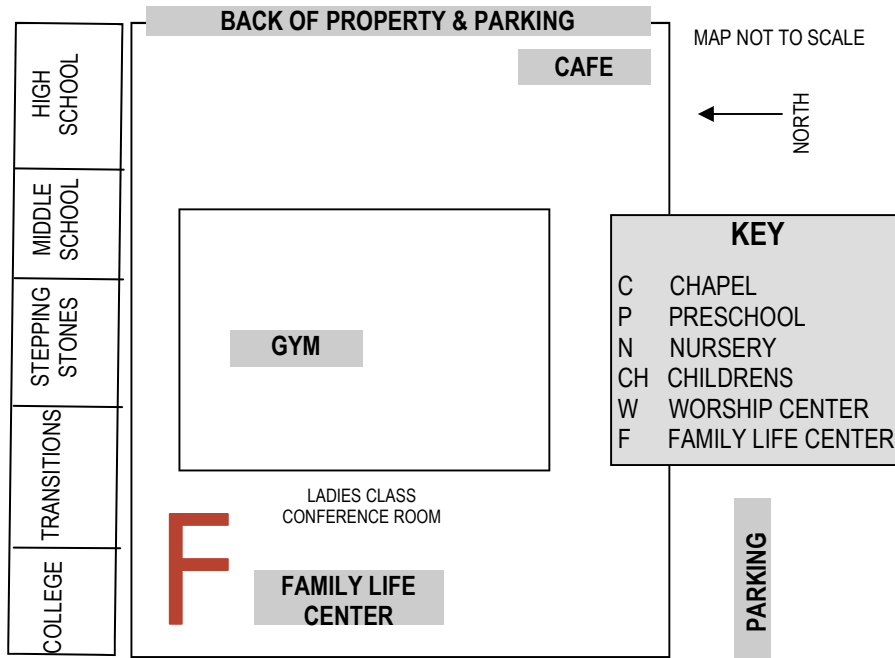 BACK OF PROPERTY & PARKING
MAP NOT TO SCALE
CAFE
NORTH
HIGH
SCHOOL
MIDDLE
SCHOOL
STEPPING
STONES
TRANSITIONS
COLLEGE
GYM
KEY
C CHAPEL
P PRESCHOOL
N NURSERY
CH CHILDRENS
W WORSHIP CENTER
F FAMILY LIFE CENTER
LADIES CLASS
CONFERENCE ROOM
F
FAMILY LIFE
CENTER
PARKING